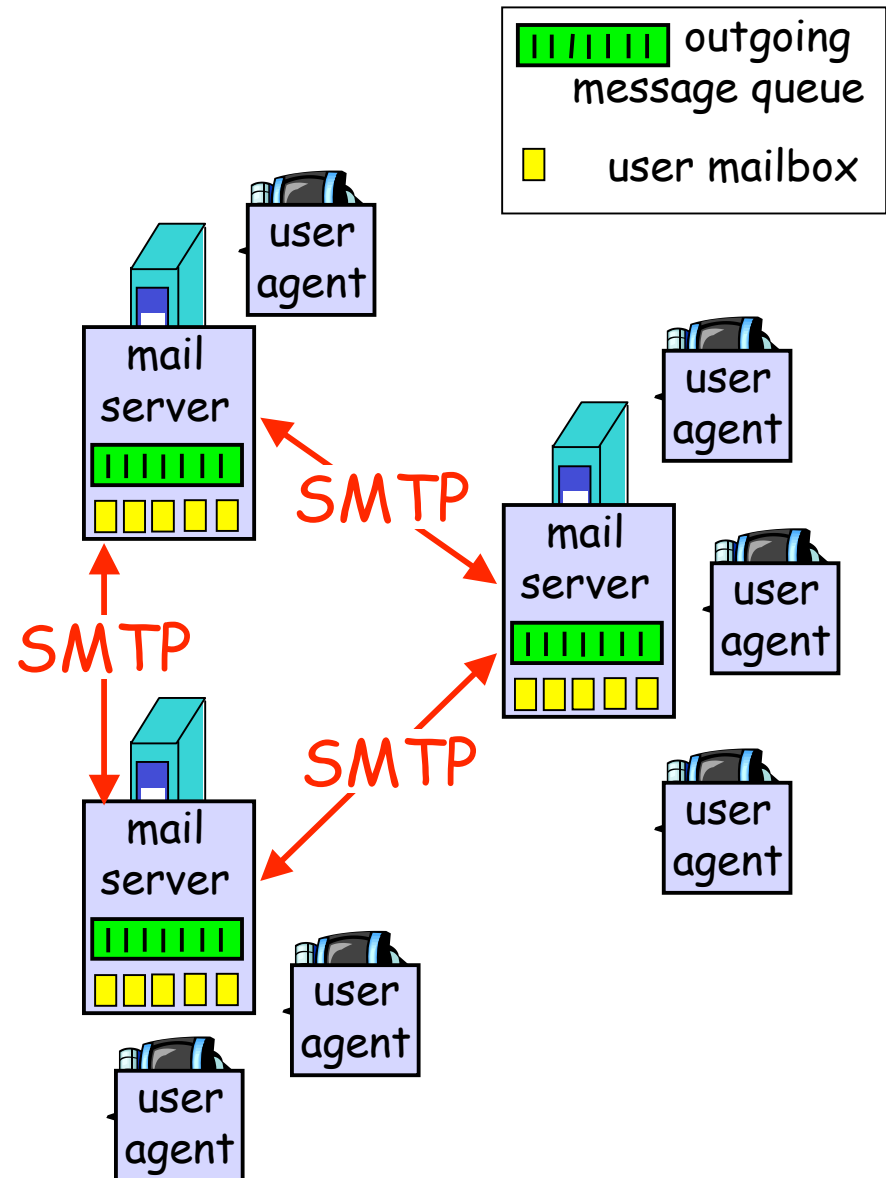 outgoing
message queue
user mailbox
user
agent
mail
server
user
agent
SMTP
mail
server
user
agent
SMTP
SMTP
mail
server
user
agent
user
agent
user
agent